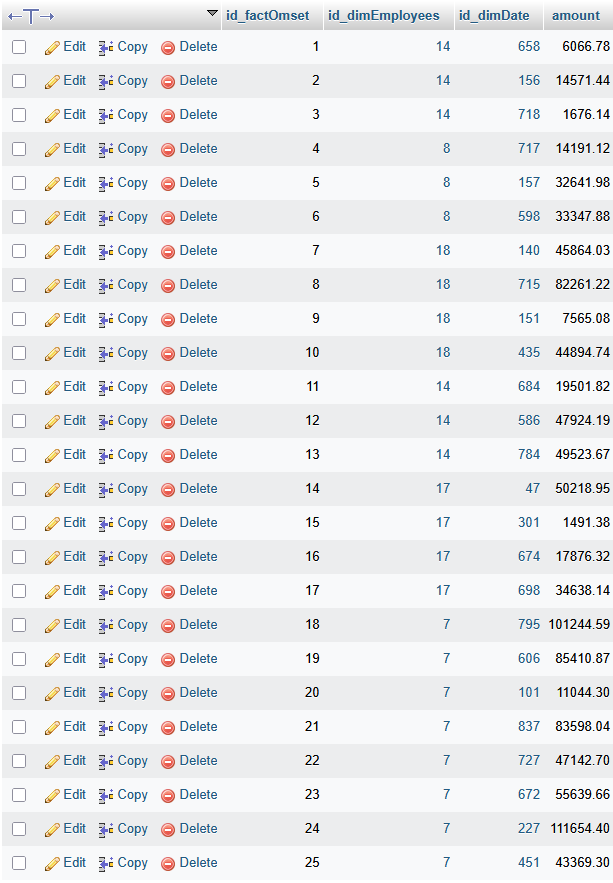 ←T→ id_factOmset id_dimEmployees id_dimDate amount
Edit Copy Delete 1 14 658 6066.78
Edit Copy Delete 2 14 156 14571.44
Edit Copy Delete 3 14 718 1676.14
Edit Copy Delete 4 8 717 14191.12
Edit Copy Delete 5 8 157 32641.98
Edit Copy Delete 6 8 598 33347.88
Edit Copy Delete 7 18 140 45864.03
Edit Copy Delete 8 18 715 82261.22
Edit Copy Delete 9 18 151 7565.08
Edit Copy Delete 10 18 435 44894.74
Edit Copy Delete 11 14 684 19501.82
Edit Copy Delete 12 14 586 47924.19
Edit Copy Delete 13 14 784 49523.67
Edit Copy Delete 14 17 47 50218.95
Edit Copy Delete 15 17 301 1491.38
Edit Copy Delete 16 17 674 17876.32
Edit Copy Delete 17 17 698 34638.14
Edit Copy Delete 18 7 795 101244.59
Edit Copy Delete 19 7 606 85410.87
Edit Copy Delete 20 7 101 11044.30
Edit Copy Delete 21 7 837 83598.04
Edit Copy Delete 22 7 727 47142.70
Edit Copy Delete 23 7 672 55639.66
Edit Copy Delete 24 7 227 111654.40
Edit Copy Delete 25 7 451 43369.30